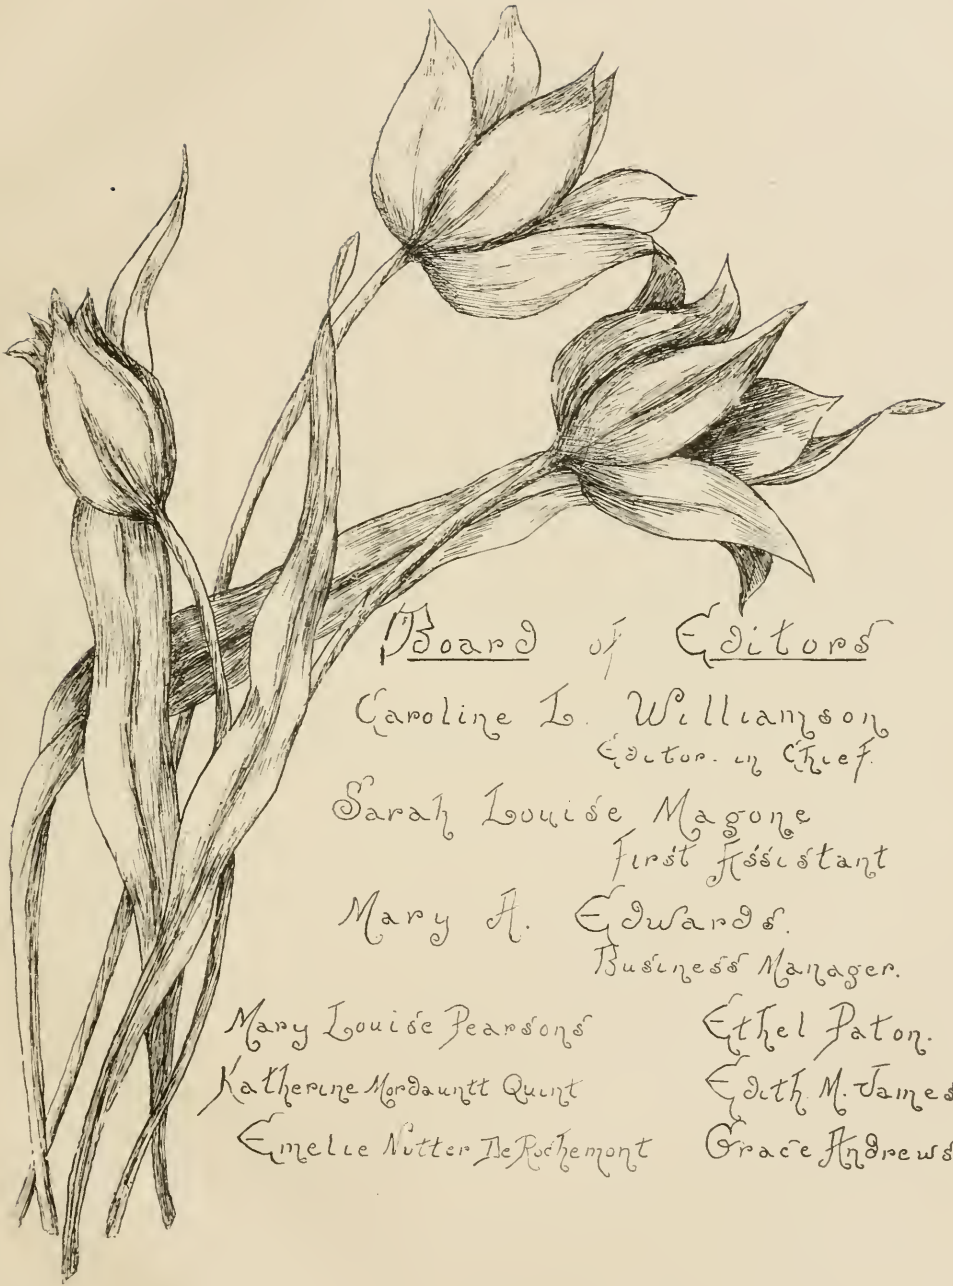 Board of Editors
Caroline L. Williamson
Editor. in Chief.
Sarah Louise Magone
First Assistant
Mary A. Edwards.
Business Manager.
Mary Louise Pearsons Ethel Paton.
Katherine Mordauntt Quint Edith M. James
Emelie Nutter De Rochemont Grace Andrews